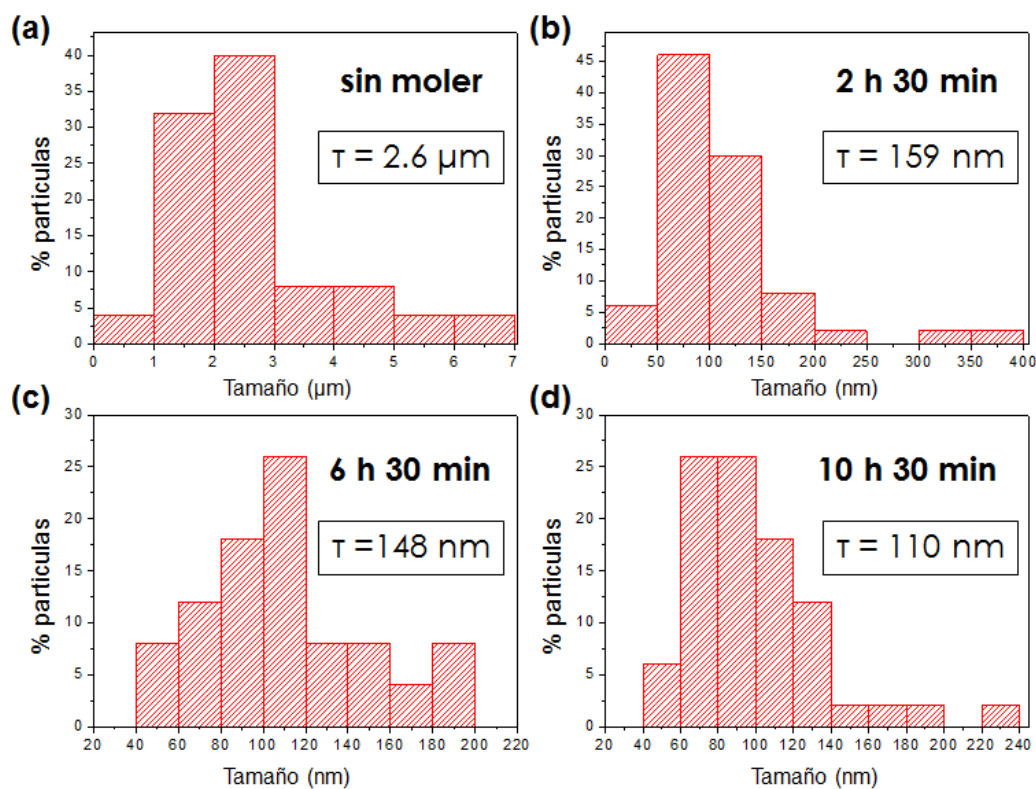 (a)
sin moler
τ = 2.6 µm
% particulas
40
35
30
25
20
15
10
5
0
0 1 2 3 4 5 6 7
Tamaño (µm)
(b)
2 h 30 min
τ = 159 nm
% particulas
45
40
35
30
25
20
15
10
5
0
0 50 100 150 200 250 300 350 400
Tamaño (nm)
(c)
6 h 30 min
τ =148 nm
% particulas
30
25
20
15
10
5
0
20 40 60 80 100 120 140 160 180 200 220
Tamaño (nm)
(d)
10 h 30 min
τ = 110 nm
% particulas
30
25
20
15
10
5
0
20 40 60 80 100 120 140 160 180 200 220 240
Tamaño (nm)